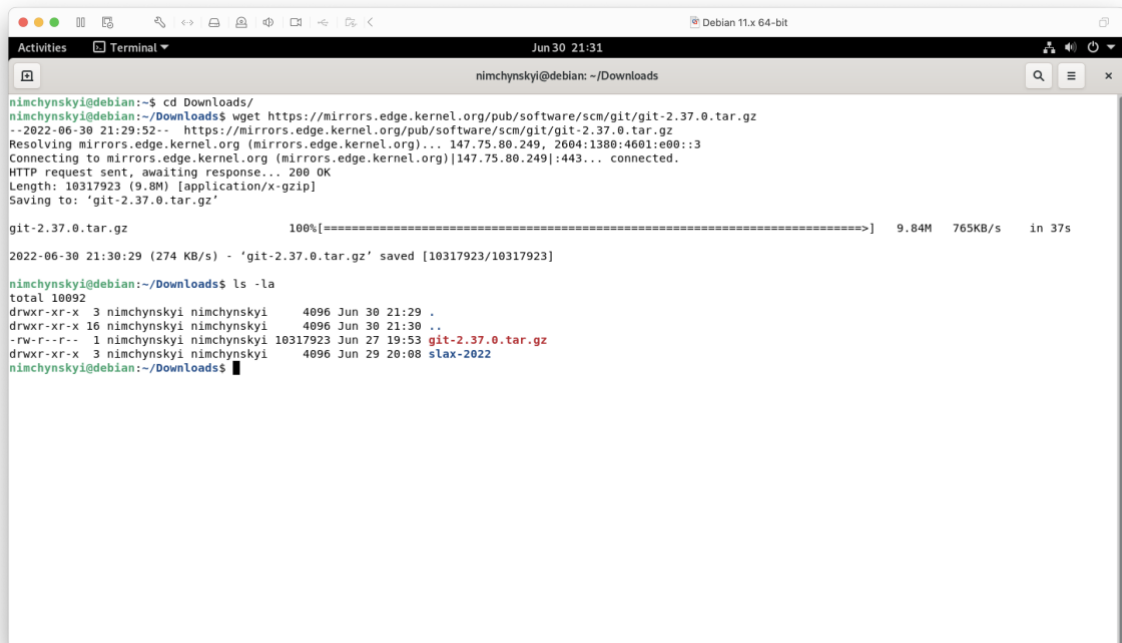 Debian 11.x 64-bit
Activities Terminal Jun 30 21:31
nimchynskyi@debian: ~/Downloads
nimchynskyi@debian:~$ cd Downloads/
nimchynskyi@debian:~/Downloads$ wget https://mirrors.edge.kernel.org/pub/software/scm/git/git-2.37.0.tar.gz
--2022-06-30 21:29:52--  https://mirrors.edge.kernel.org/pub/software/scm/git/git-2.37.0.tar.gz
Resolving mirrors.edge.kernel.org (mirrors.edge.kernel.org)... 147.75.80.249, 2604:1380:4601:e00::3
Connecting to mirrors.edge.kernel.org (mirrors.edge.kernel.org)|147.75.80.249|:443... connected.
HTTP request sent, awaiting response... 200 OK
Length: 10317923 (9.8M) [application/x-gzip]
Saving to: ‘git-2.37.0.tar.gz’
git-2.37.0.tar.gz 100%[=============================================================================>] 9.84M 765KB/s in 37s
2022-06-30 21:30:29 (274 KB/s) - ‘git-2.37.0.tar.gz’ saved [10317923/10317923]
nimchynskyi@debian:~/Downloads$ ls -la
total 10092
drwxr-xr-x  3 nimchynskyi nimchynskyi     4096 Jun 30 21:29 .
drwxr-xr-x 16 nimchynskyi nimchynskyi     4096 Jun 30 21:30 ..
-rw-r--r--  1 nimchynskyi nimchynskyi 10317923 Jun 27 19:53 git-2.37.0.tar.gz
drwxr-xr-x  3 nimchynskyi nimchynskyi     4096 Jun 29 20:08 slax-2022
nimchynskyi@debian:~/Downloads$